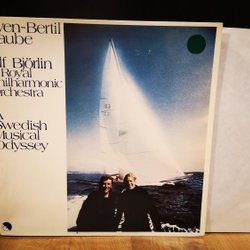 ven-Bertil
aube
lf Björlin
Royal
hilharmonic
rchestra
A
Swedish
Musical
Odyssey